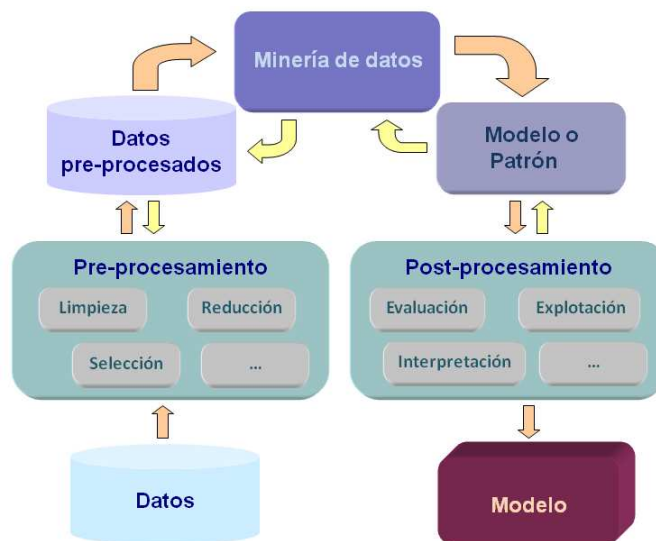 Minería de datos
Datos
pre-procesados
Modelo o
Patrón
Pre-procesamiento
Limpieza
Reducción
Selección
...
Post-procesamiento
Evaluación
Explotación
Interpretación
...
Datos
Modelo